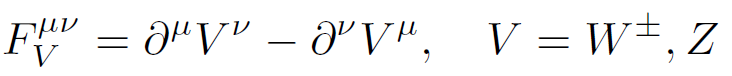 F_V^{μν} = ∂^μ V^ν − ∂^ν V^μ, V = W^±, Z